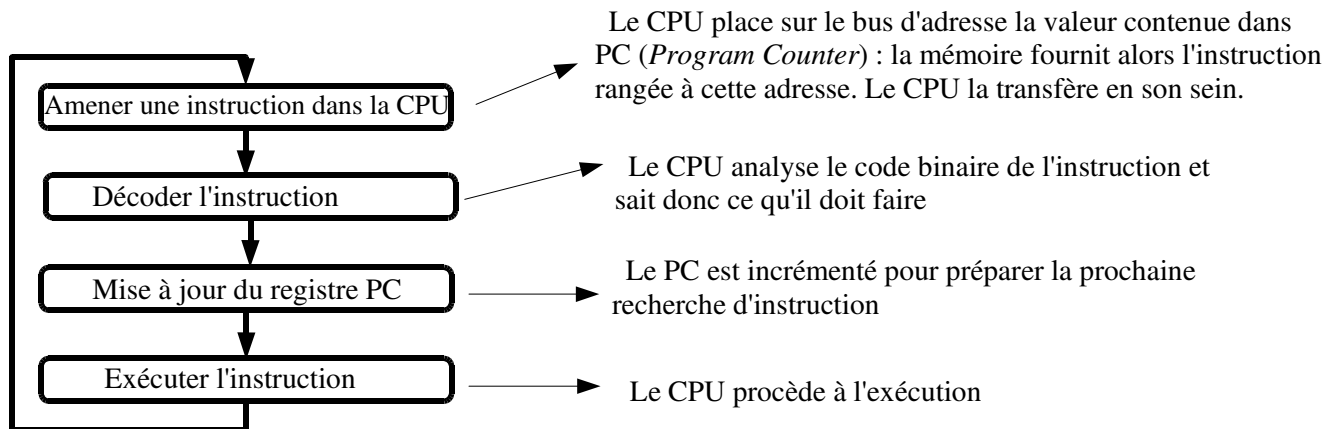 Le CPU place sur le bus d'adresse la valeur contenue dans
PC (Program Counter) : la mémoire fournit alors l'instruction
rangée à cette adresse. Le CPU la transfère en son sein.
Amener une instruction dans la CPU
Le CPU analyse le code binaire de l'instruction et
sait donc ce qu'il doit faire
Décoder l'instruction
Le PC est incrémenté pour préparer la prochaine
recherche d'instruction
Mise à jour du registre PC
Exécuter l'instruction
Le CPU procède à l'exécution